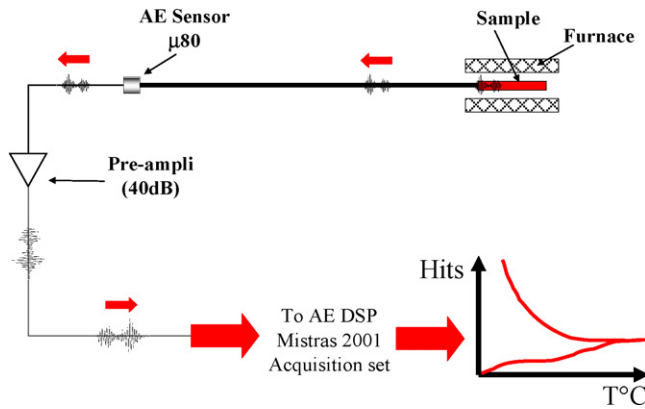 AE Sensor
μ80
Sample
Furnace
Pre-ampli
(40dB)
To AE DSP
Mistras 2001
Acquisition set
Hits
T°C